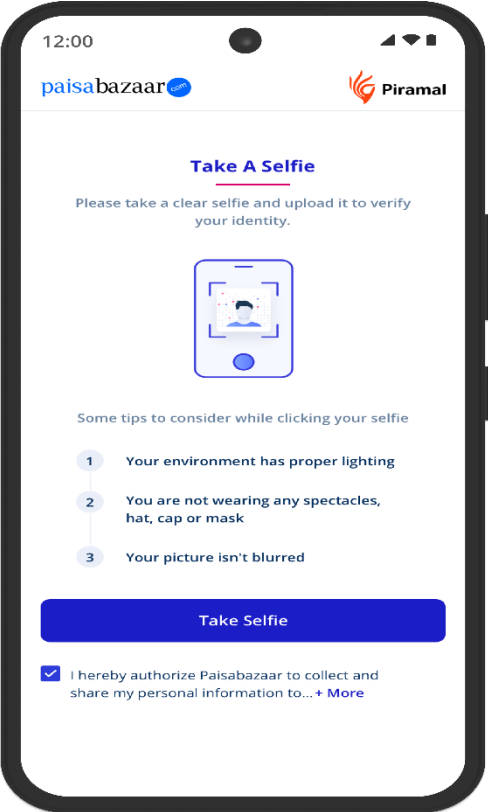 12:00
paisabazaar.com
Piramal
Take A Selfie
Please take a clear selfie and upload it to verify
your identity.
Some tips to consider while clicking your selfie
1 Your environment has proper lighting
2 You are not wearing any spectacles,
hat, cap or mask
3 Your picture isn't blurred
Take Selfie
I hereby authorize Paisabazaar to collect and
share my personal information to...+ More